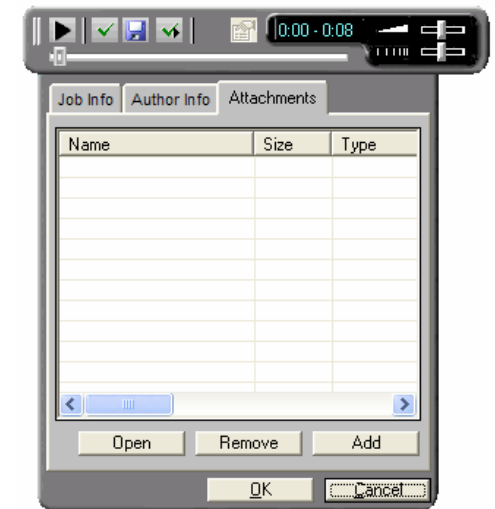 0:00 - 0:08
Job Info Author Info Attachments
Name Size Type
Open Remove Add
OK Cancel